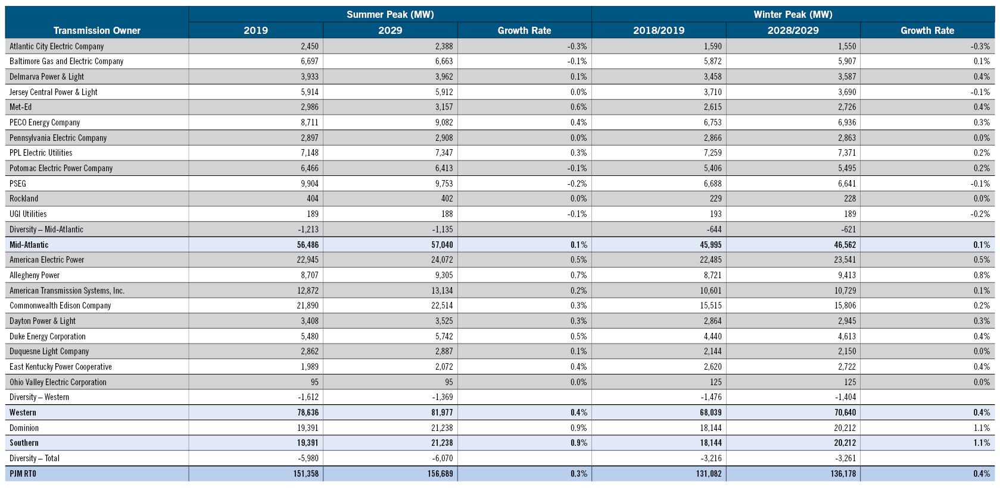 Summer Peak (MW) Winter Peak (MW)
Transmission Owner 2019 2029 Growth Rate 2018/2019 2028/2029 Growth Rate
Atlantic City Electric Company 2,450 2,388 -0.3% 1,590 1,550 -0.3%
Baltimore Gas and Electric Company 6,697 6,663 -0.1% 5,872 5,907 0.1%
Delmarva Power & Light 3,933 3,962 0.1% 3,458 3,587 0.4%
Jersey Central Power & Light 5,914 5,912 0.0% 3,710 3,690 -0.1%
Met-Ed 2,986 3,157 0.6% 2,615 2,726 0.4%
PECO Energy Company 8,711 9,082 0.4% 6,753 6,936 0.3%
Pennsylvania Electric Company 2,897 2,908 0.0% 2,866 2,863 0.0%
PPL Electric Utilities 7,148 7,347 0.3% 7,259 7,371 0.2%
Potomac Electric Power Company 6,466 6,413 -0.1% 5,406 5,495 0.2%
PSEG 9,904 9,753 -0.2% 6,688 6,641 -0.1%
Rockland 404 402 0.0% 229 228 0.0%
UGI Utilities 189 188 -0.1% 193 189 -0.2%
Diversity – Mid-Atlantic -1,213 -1,135 -644 -621
Mid-Atlantic 56,486 57,040 0.1% 45,995 46,562 0.1%
American Electric Power 22,945 24,072 0.5% 22,485 23,541 0.5%
Allegheny Power 8,707 9,305 0.7% 8,721 9,413 0.8%
American Transmission Systems, Inc. 12,872 13,134 0.2% 10,601 10,729 0.1%
Commonwealth Edison Company 21,890 22,514 0.3% 15,515 15,806 0.2%
Dayton Power & Light 3,408 3,525 0.3% 2,864 2,945 0.3%
Duke Energy Corporation 5,480 5,742 0.5% 4,440 4,613 0.4%
Duquesne Light Company 2,862 2,887 0.1% 2,144 2,150 0.0%
East Kentucky Power Cooperative 1,989 2,072 0.4% 2,620 2,722 0.4%
Ohio Valley Electric Corporation 95 95 0.0% 125 125 0.0%
Diversity – Western -1,612 -1,369 -1,476 -1,404
Western 78,636 81,977 0.4% 68,039 70,640 0.4%
Dominion 19,391 21,238 0.9% 18,144 20,212 1.1%
Southern 19,391 21,238 0.9% 18,144 20,212 1.1%
Diversity – Total -5,980 -6,070 -3,216 -3,261
PJM RTO 151,358 156,689 0.3% 131,082 136,178 0.4%